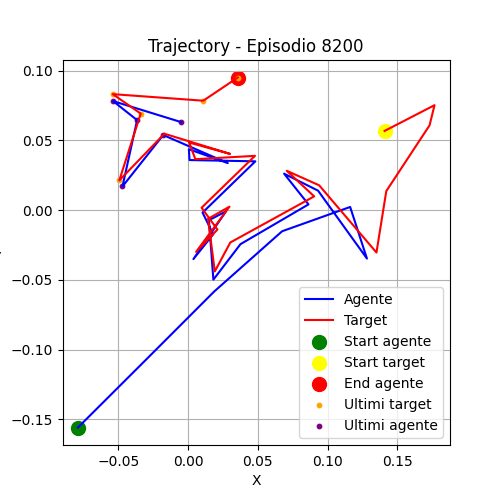 Trajectory - Episodio 8200
0.10
0.05
0.00
−0.05
−0.10
−0.15
−0.05 0.00 0.05 0.10 0.15
X
Agente
Target
Start agente
Start target
End agente
Ultimi target
Ultimi agente